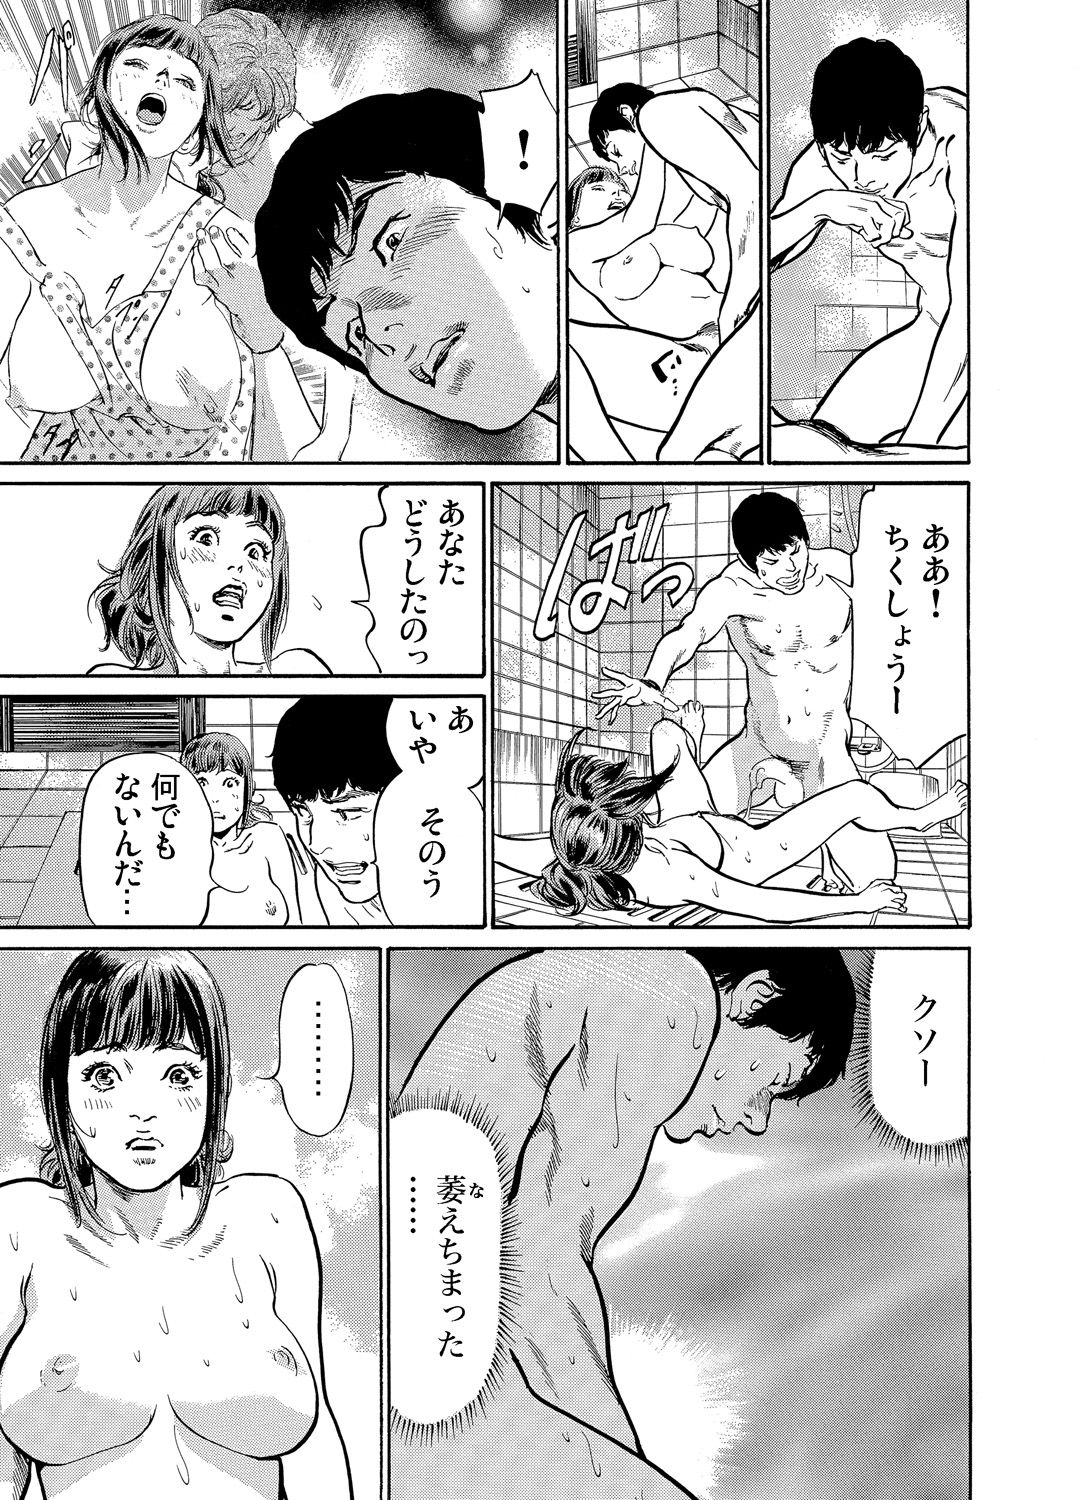 ！
ああ！
ちくしょうー
ばっ
あなた
どうしたのっ
あ
いや
そのう
何でも
ないんだ…
クソー
萎えちまった
な
……
………